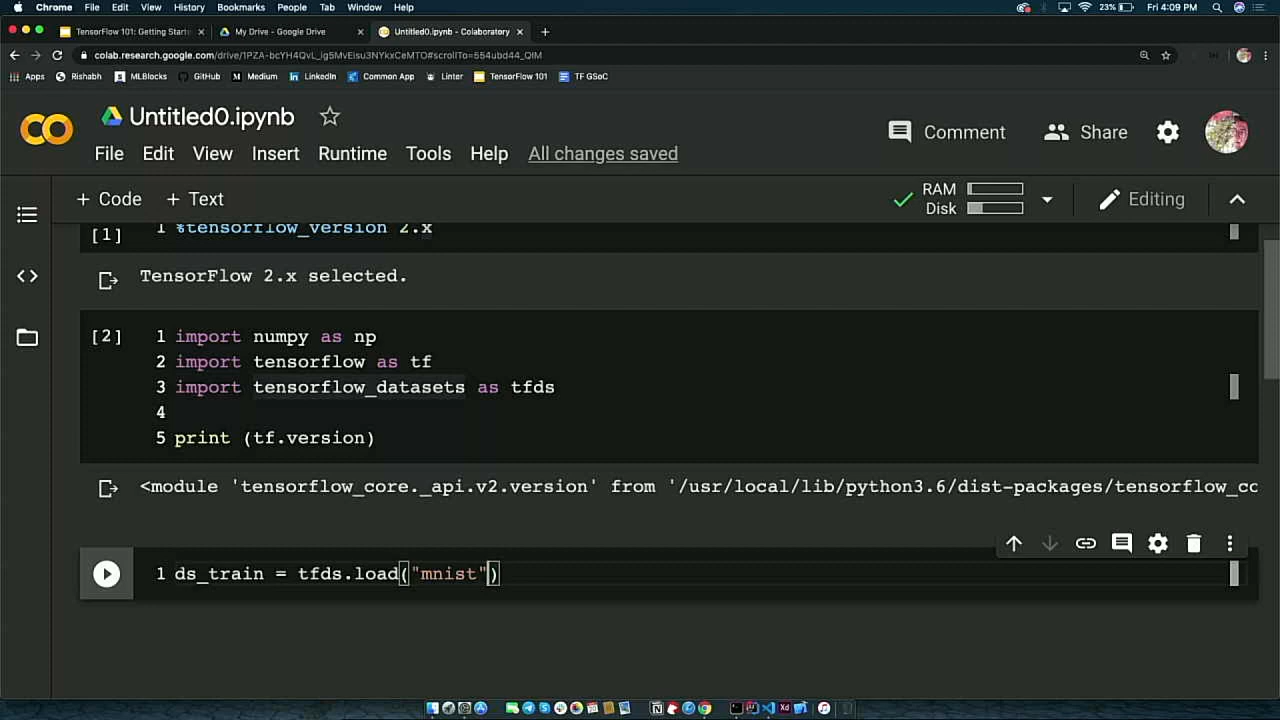 Chrome File Edit View History Bookmarks People Tab Window Help 23% Fri 4:09 PM
TensorFlow 101: Getting Starte × My Drive - Google Drive × Untitled0.ipynb - Colaboratory × +
Apps Rishabh MLBlocks GitHub Medium LinkedIn Common App Linter TensorFlow 101 TF GSoC
Untitled0.ipynb
File Edit View Insert Runtime Tools Help All changes saved
Comment Share
+ Code + Text
RAM
Disk
Editing
[1] 1 %tensorflow_version 2.x
TensorFlow 2.x selected.
[2] 1 import numpy as np
2 import tensorflow as tf
3 import tensorflow_datasets as tfds
4
5 print (tf.version)
<module 'tensorflow_core._api.v2.version' from '/usr/local/lib/python3.6/dist-packages/tensorflow_co
1 ds_train = tfds.load("mnist")